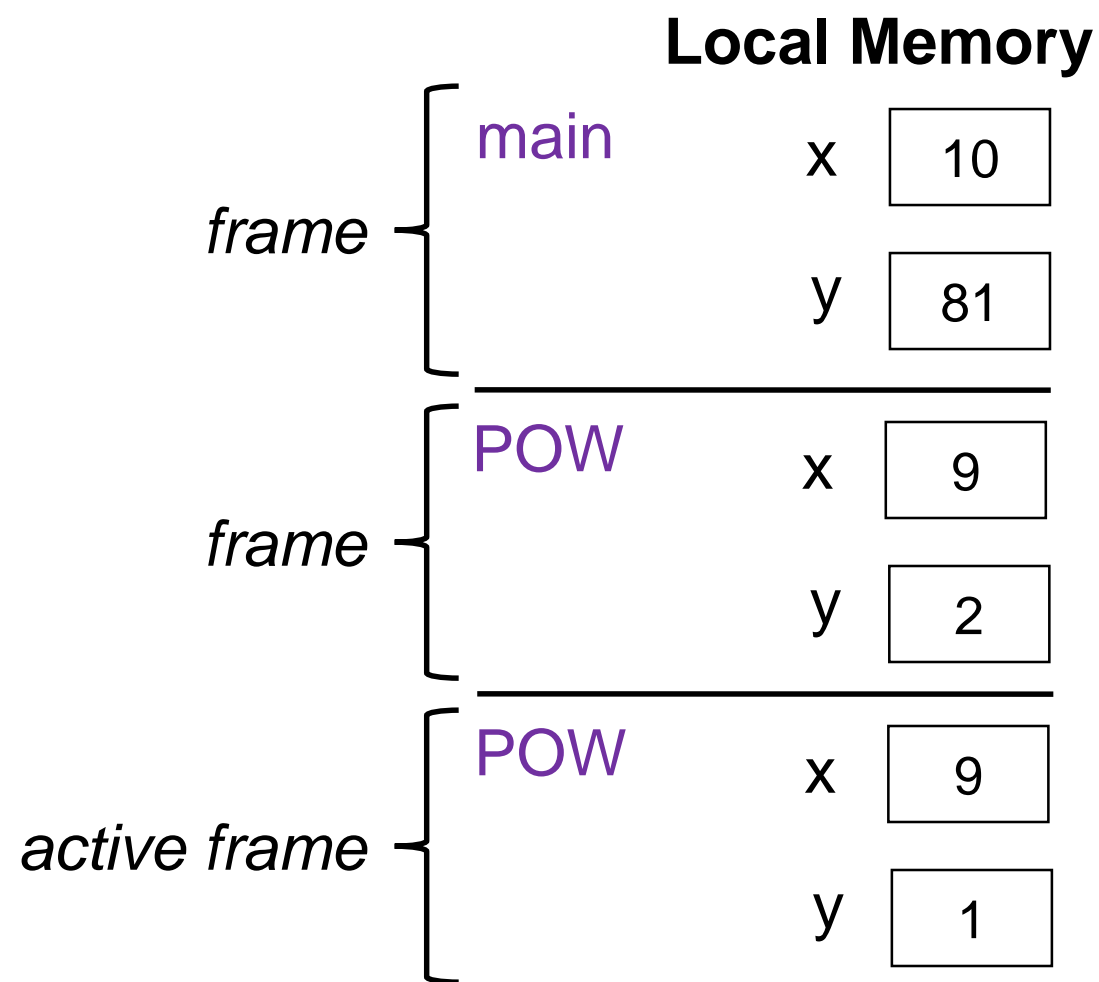 Local Memory
main x 10
frame
y 81
POW x 9
frame
y 2
POW x 9
active frame
y 1